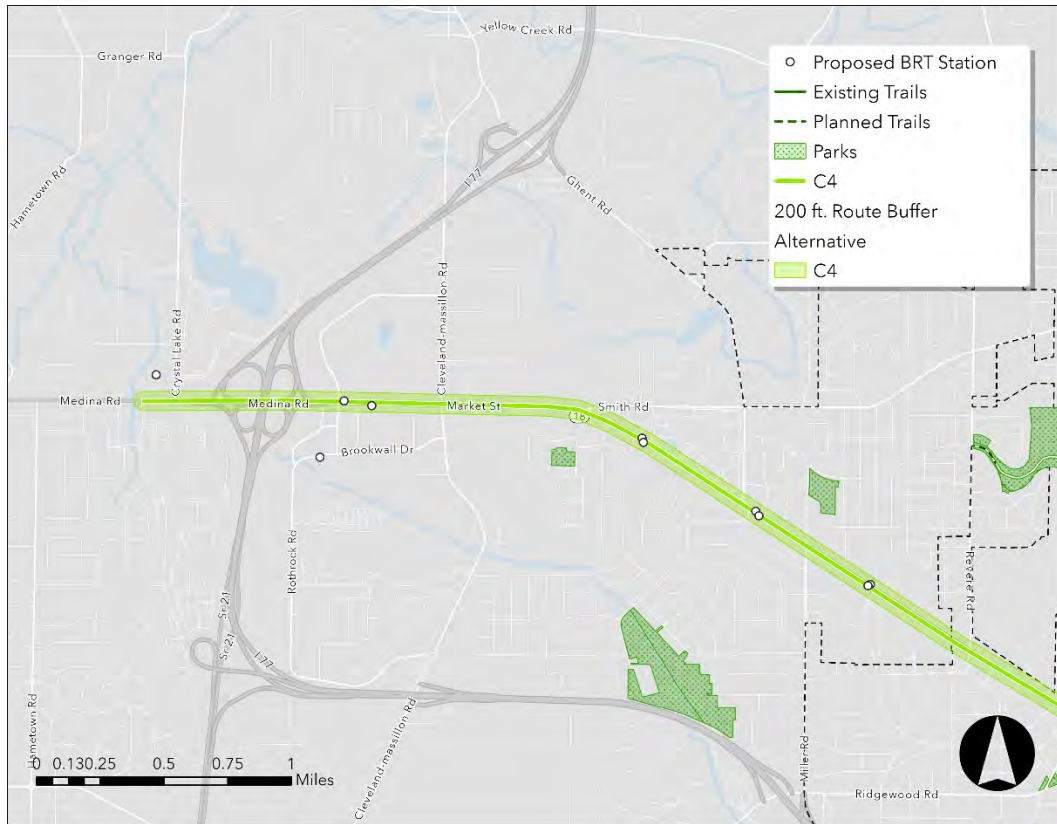 Yellow Creek Rd
Granger Rd
Proposed BRT Station
Existing Trails
Planned Trails
Parks
C4
200 ft. Route Buffer
Alternative
C4
Hametown Rd
I 77
Ghent Rd
Cleveland-massillon Rd
Crystal Lake Rd
Medina Rd
Medina Rd
Market St
Smith Rd
(18)
Brookwall Dr
Rothrock Rd
Revere Rd
Sr 21
Sr 21
I 77
Hametown Rd
Cleveland-massillon Rd
Miller Rd
Ridgewood Rd
0 0.130.25 0.5 0.75 1
Miles